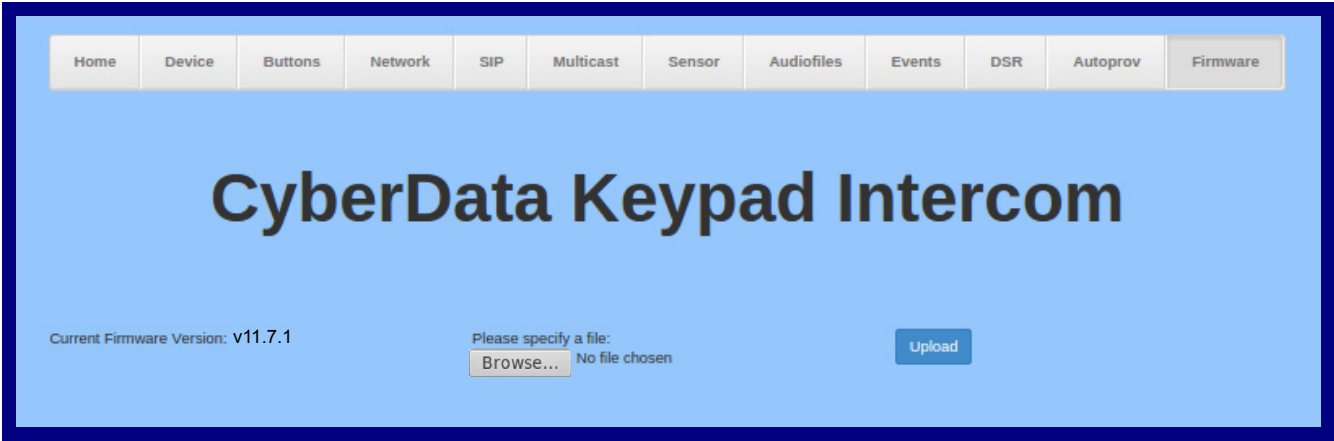 Home Device Buttons Network SIP Multicast Sensor Audiofiles Events DSR Autoprov Firmware
CyberData Keypad Intercom
Current Firmware Version: v11.7.1
Please specify a file:
Browse... No file chosen
Upload